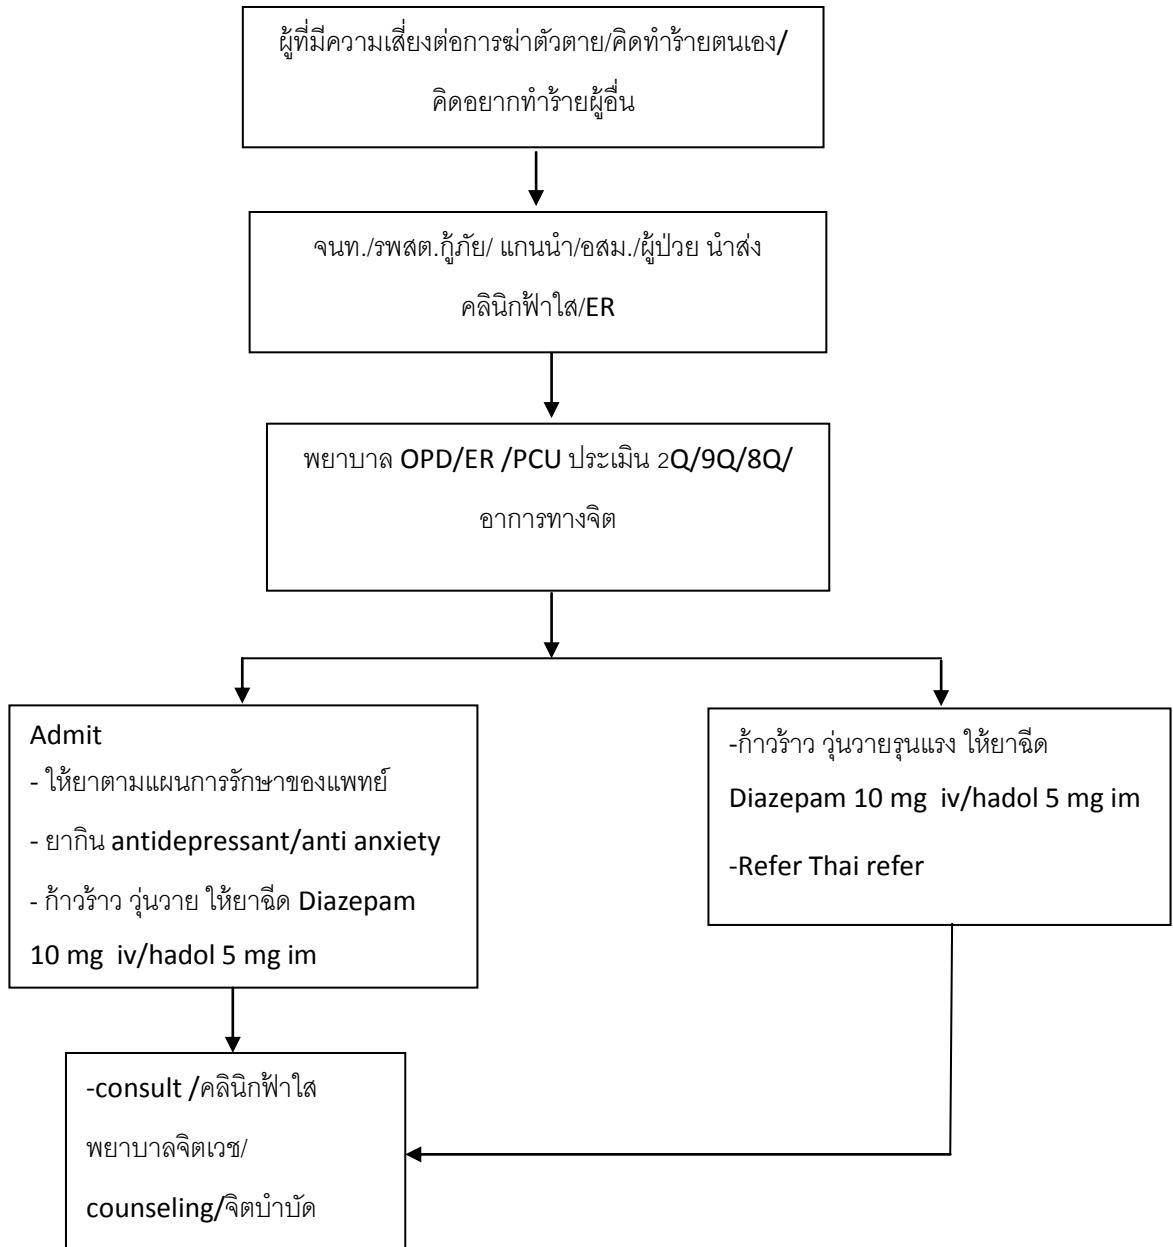 ผู้ที่มีความเสี่ยงต่อการฆ่าตัวตาย/คิดทำร้ายตนเอง/
คิดอยากทำร้ายผู้อื่น
จนท./รพสต.กู้ภัย/ แกนนำ/อสม./ผู้ป่วย นำส่ง
คลินิกฟ้าใส/ER
พยาบาล OPD/ER /PCU ประเมิน 2Q/9Q/8Q/
อาการทางจิต
Admit
- ให้ยาตามแผนการรักษาของแพทย์
- ยากิน antidepressant/anti anxiety
- ก้าวร้าว วุ่นวาย ให้ยาฉีด Diazepam
10 mg  iv/hadol 5 mg im
-ก้าวร้าว วุ่นวายรุนแรง ให้ยาฉีด
Diazepam 10 mg  iv/hadol 5 mg im
-Refer Thai refer
-consult /คลินิกฟ้าใส
พยาบาลจิตเวช/
counseling/จิตบำบัด